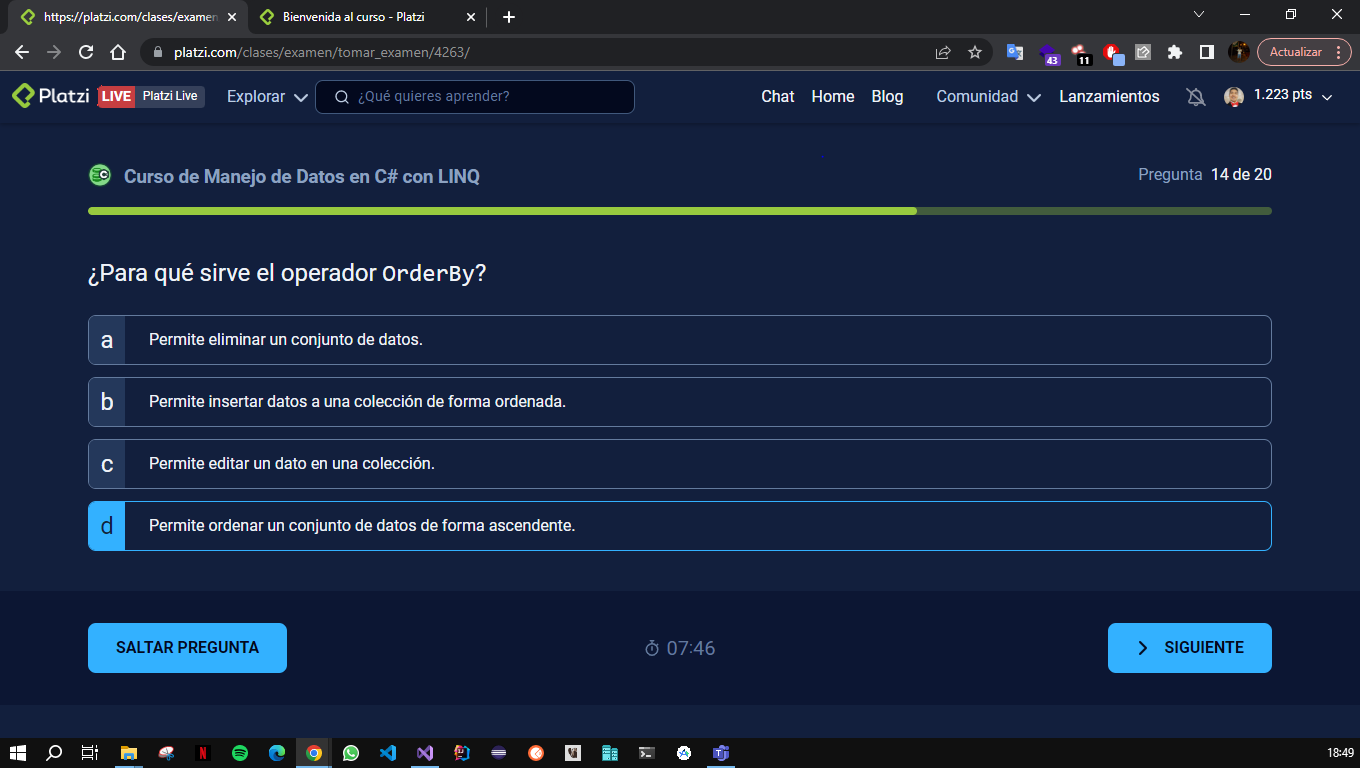 https://platzi.com/clases/examen
Bienvenida al curso - Platzi
platzi.com/clases/examen/tomar_examen/4263/
43
11
Actualizar
Platzi
LIVE Platzi Live
Explorar
¿Qué quieres aprender?
Chat Home Blog Comunidad Lanzamientos
1.223 pts
Curso de Manejo de Datos en C# con LINQ
Pregunta 14 de 20
¿Para qué sirve el operador OrderBy?
a Permite eliminar un conjunto de datos.
b Permite insertar datos a una colección de forma ordenada.
c Permite editar un dato en una colección.
d Permite ordenar un conjunto de datos de forma ascendente.
SALTAR PREGUNTA
07:46
SIGUIENTE
18:49